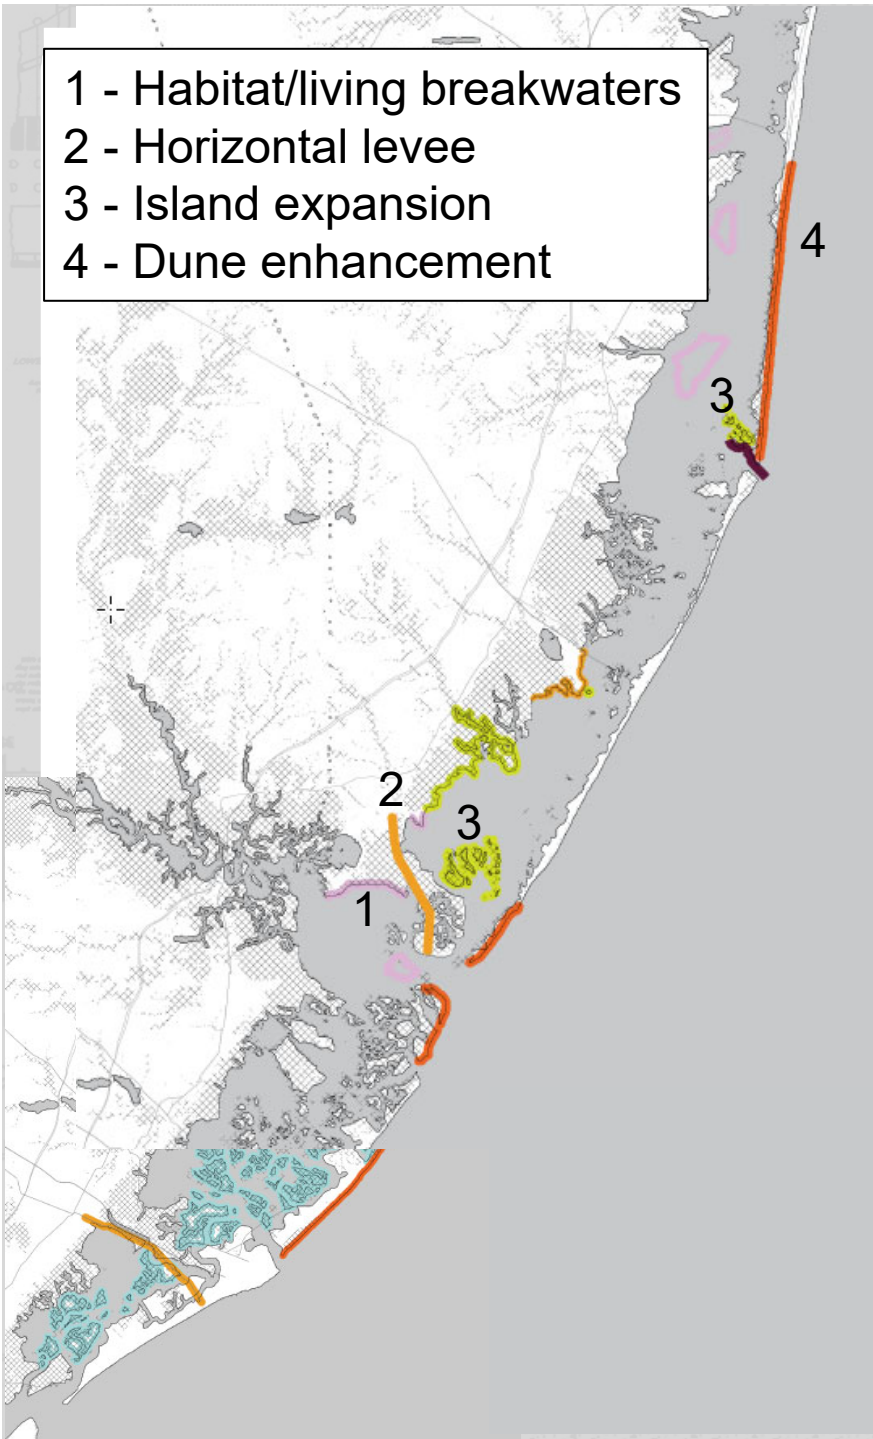 1 - Habitat/living breakwaters
2 - Horizontal levee
3 - Island expansion
4 - Dune enhancement
4
3
2
3
1